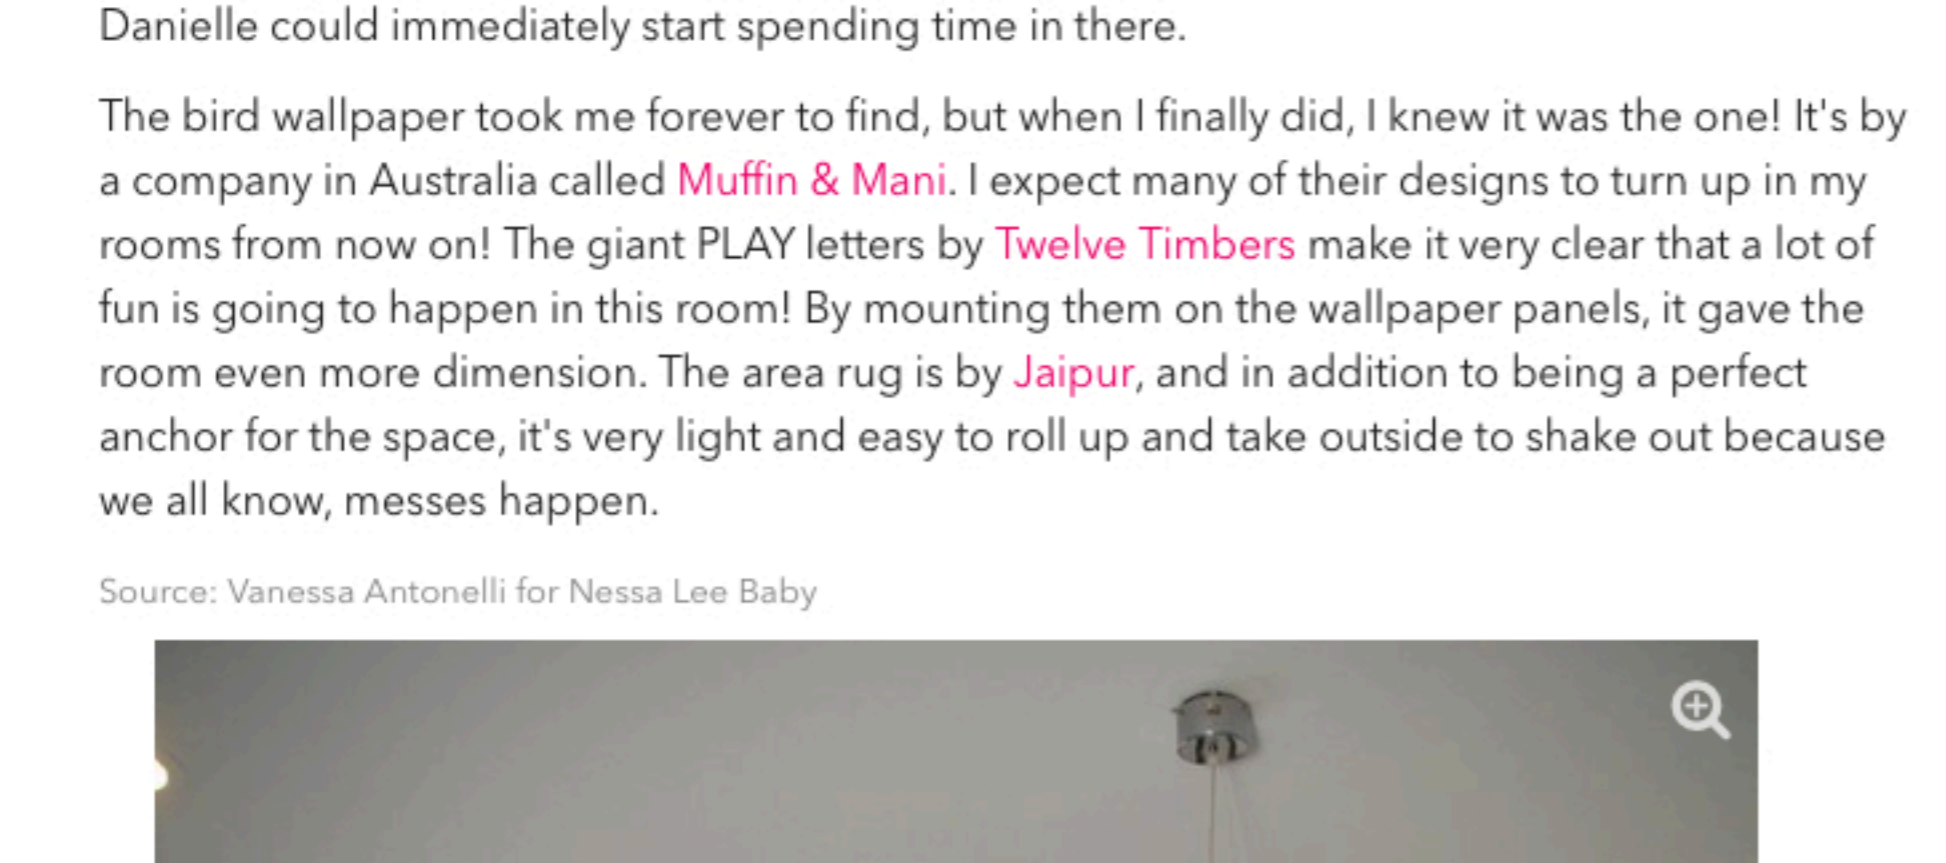 Danielle could immediately start spending time in there.
The bird wallpaper took me forever to find, but when I finally did, I knew it was the one! It's by
a company in Australia called Muffin & Mani. I expect many of their designs to turn up in my
rooms from now on! The giant PLAY letters by Twelve Timbers make it very clear that a lot of
fun is going to happen in this room! By mounting them on the wallpaper panels, it gave the
room even more dimension. The area rug is by Jaipur, and in addition to being a perfect
anchor for the space, it's very light and easy to roll up and take outside to shake out because
we all know, messes happen.
Source: Vanessa Antonelli for Nessa Lee Baby